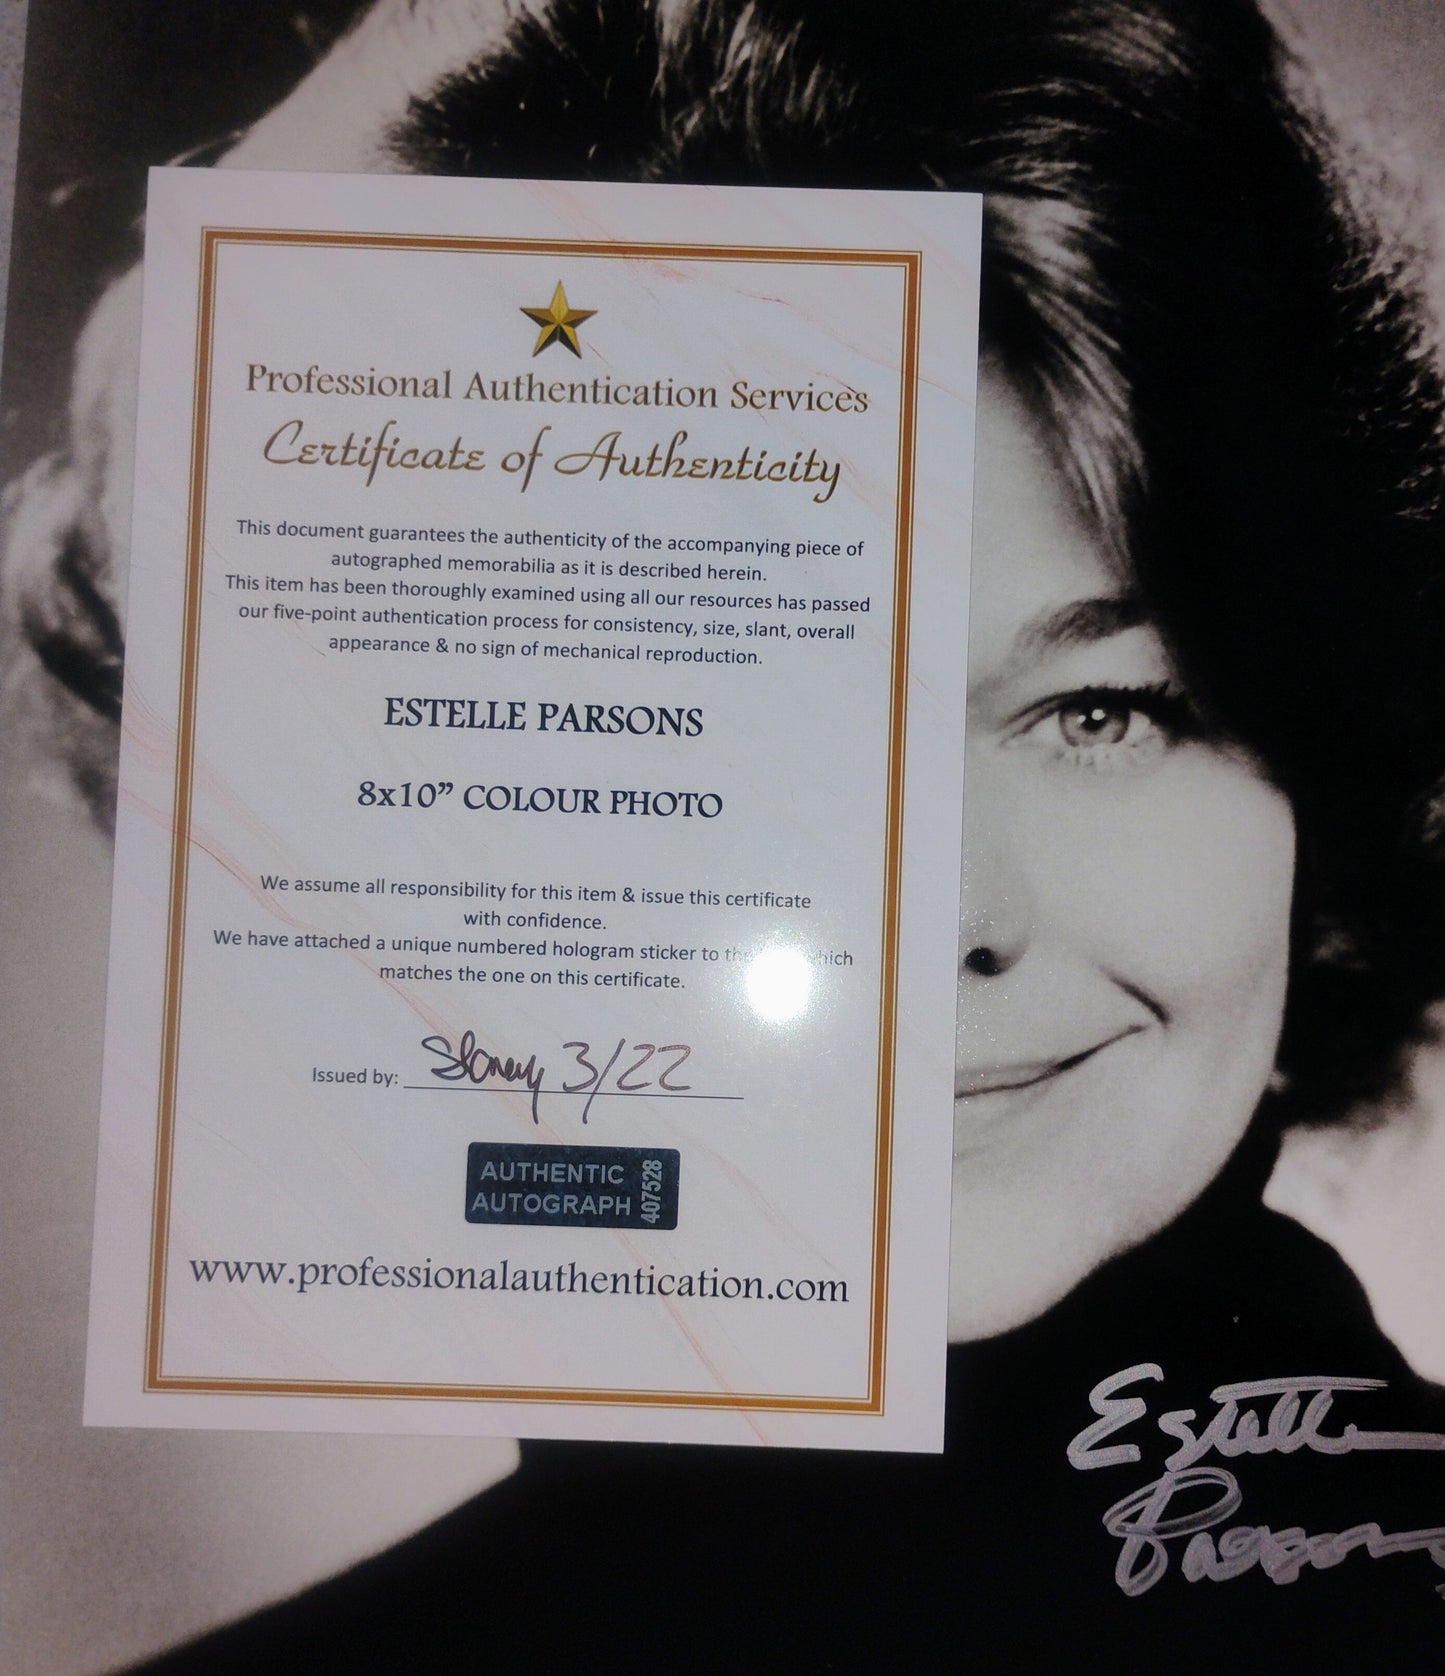 Professional Authentication Services
Certificate of Authenticity
This document guarantees the authenticity of the accompanying piece of
autographed memorabilia as it is described herein.
This item has been thoroughly examined using all our resources has passed
our five-point authentication process for consistency, size, slant, overall
appearance & no sign of mechanical reproduction.
ESTELLE PARSONS
8x10” COLOUR PHOTO
We assume all responsibility for this item & issue this certificate
with confidence.
We have attached a unique numbered hologram sticker to
matches the one on this certificate.
Issued by: 3/22
AUTHENTIC
AUTOGRAPH
407528
www.professionalauthentication.com
Estelle
Parsons